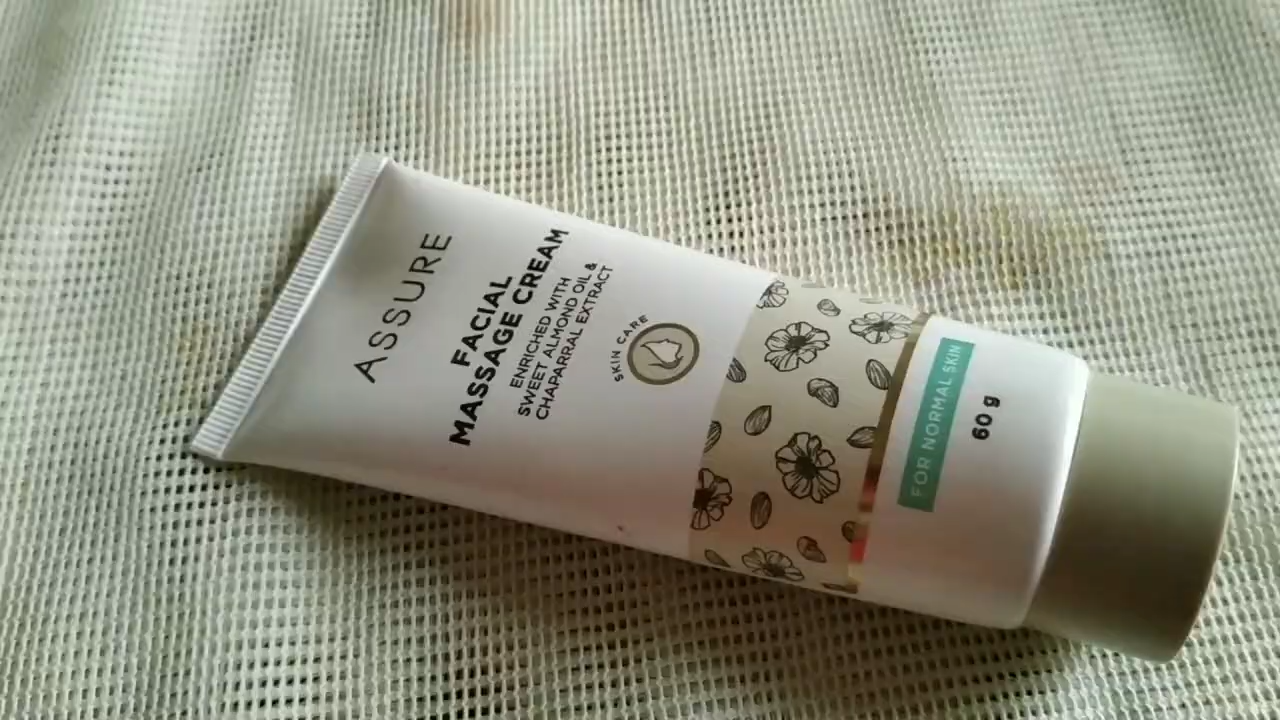 ASSURE
FACIAL
MASSAGE CREAM
ENRICHED WITH
SWEET ALMOND OIL &
CHAPARRAL EXTRACT
SKIN CARE
FOR NORMAL SKIN
60 g